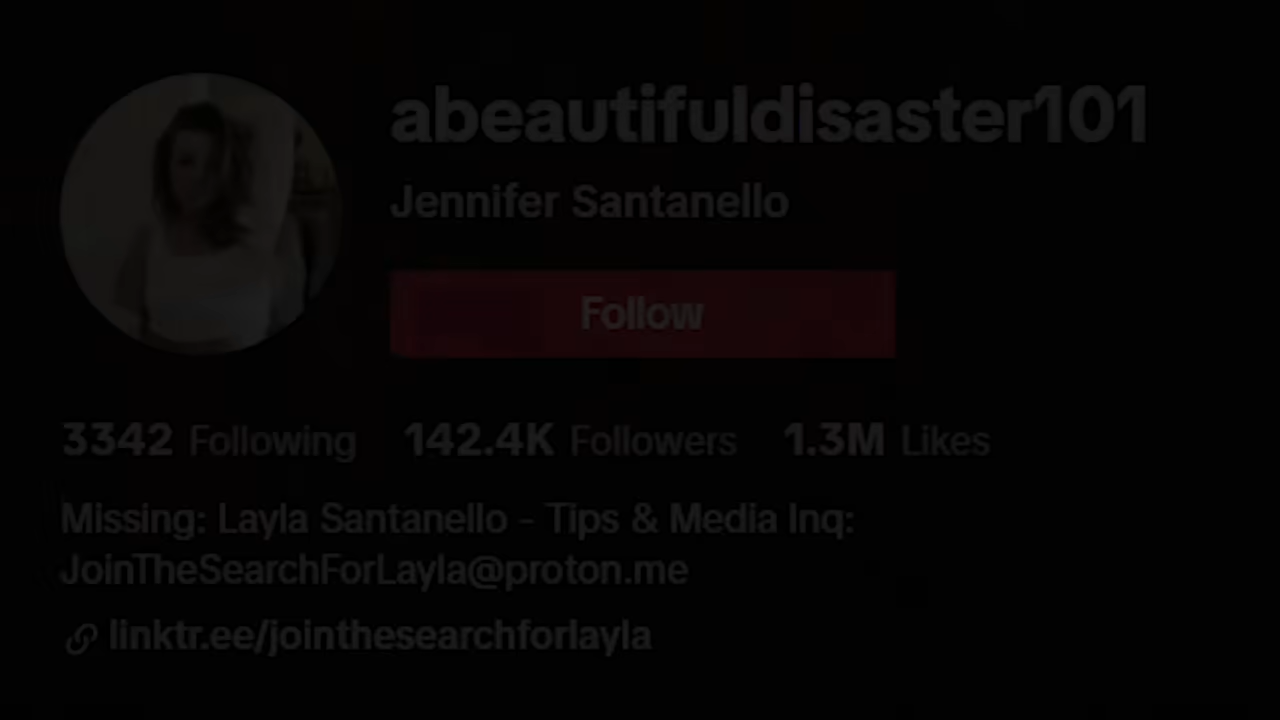 abeautifuldisaster101
Jennifer Santanello
Follow
3342 Following 142.4K Followers 1.3M Likes
Missing: Layla Santanello - Tips & Media Inq:
JoinTheSearchForLayla@proton.me
linktr.ee/jointhesearchforlayla